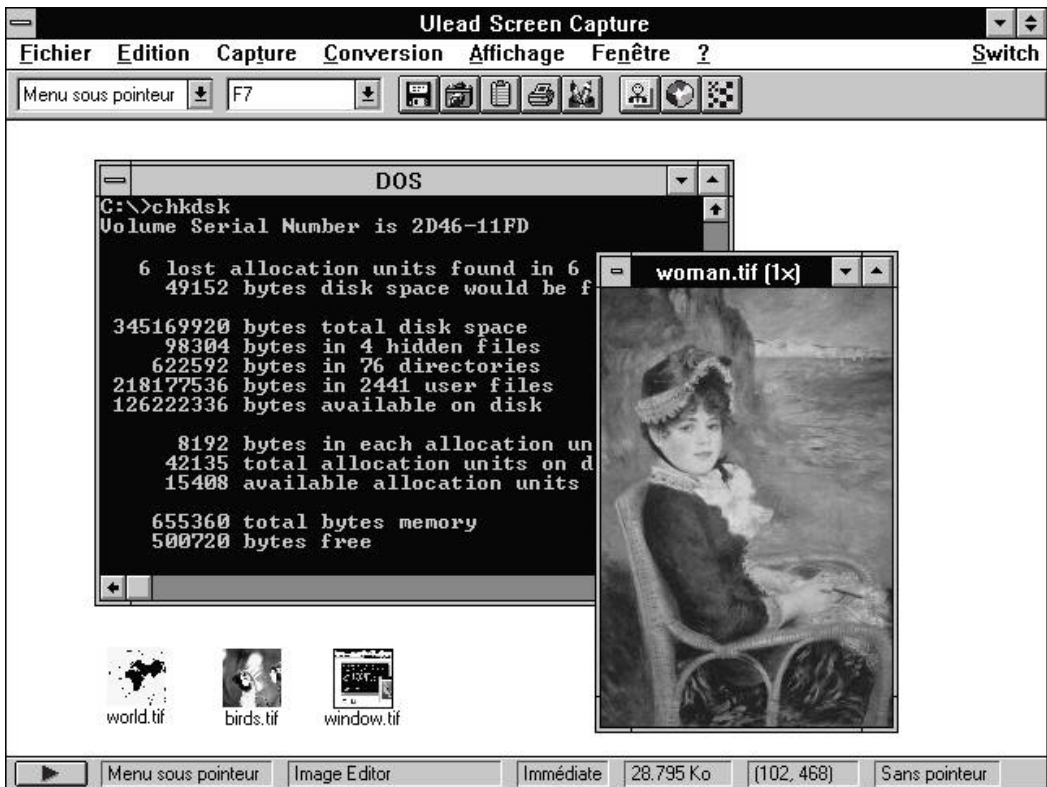 Ulead Screen Capture
Fichier Edition Capture Conversion Affichage Fenêtre ? Switch
Menu sous pointeur F7
DOS
C:\>chkdsk
Volume Serial Number is 2D46-11FD
6 lost allocation units found in 6
49152 bytes disk space would be f
345169920 bytes total disk space
98304 bytes in 4 hidden files
622592 bytes in 76 directories
218177536 bytes in 2441 user files
126222336 bytes available on disk
8192 bytes in each allocation un
42135 total allocation units on d
15408 available allocation units
655360 total bytes memory
500720 bytes free
woman.tif (1x)
world.tif birds.tif window.tif
Menu sous pointeur Image Editor Immédiate 28.795 Ko (102, 468) Sans pointeur